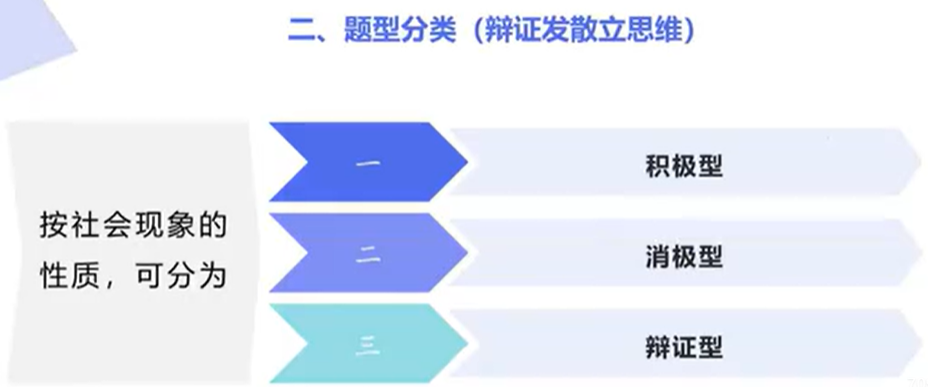 二、题型分类（辩证发散立思维）
按社会现象的
性质，可分为
一
积极型
二
消极型
三
辩证型